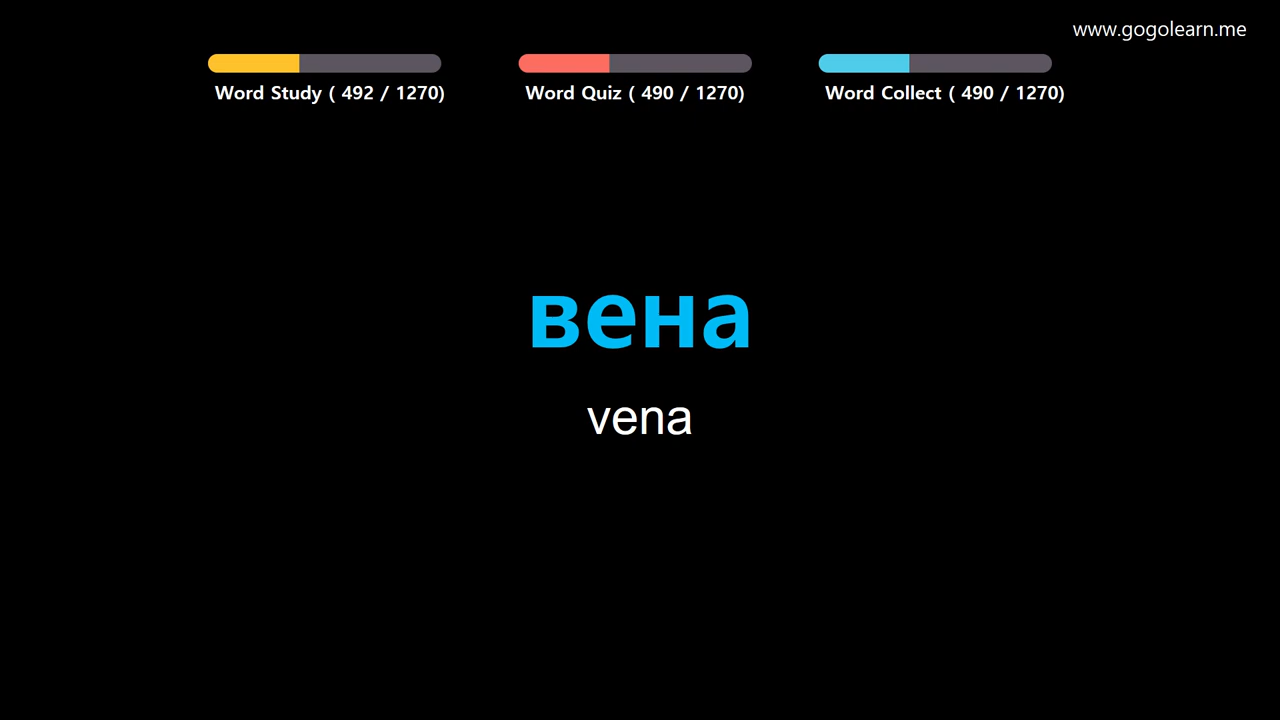 www.gogolearn.me
Word Study ( 492 / 1270)
Word Quiz ( 490 / 1270)
Word Collect ( 490 / 1270)
вена
vena